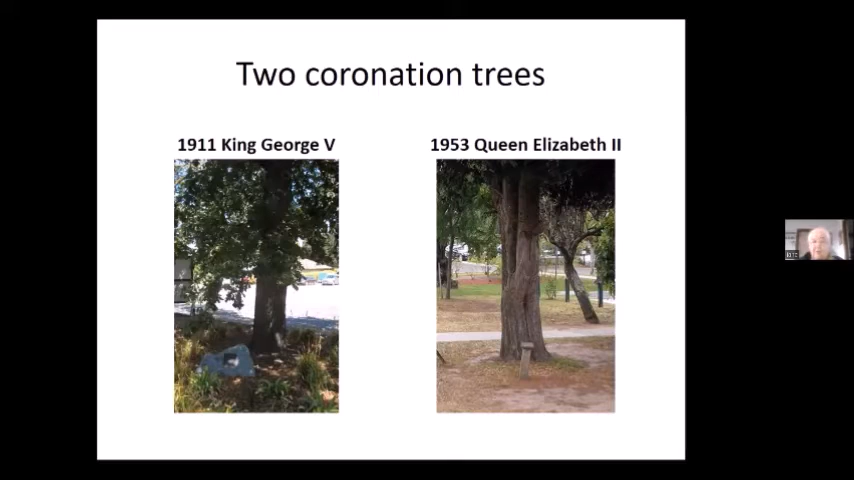 Two coronation trees
1911 King George V
1953 Queen Elizabeth II